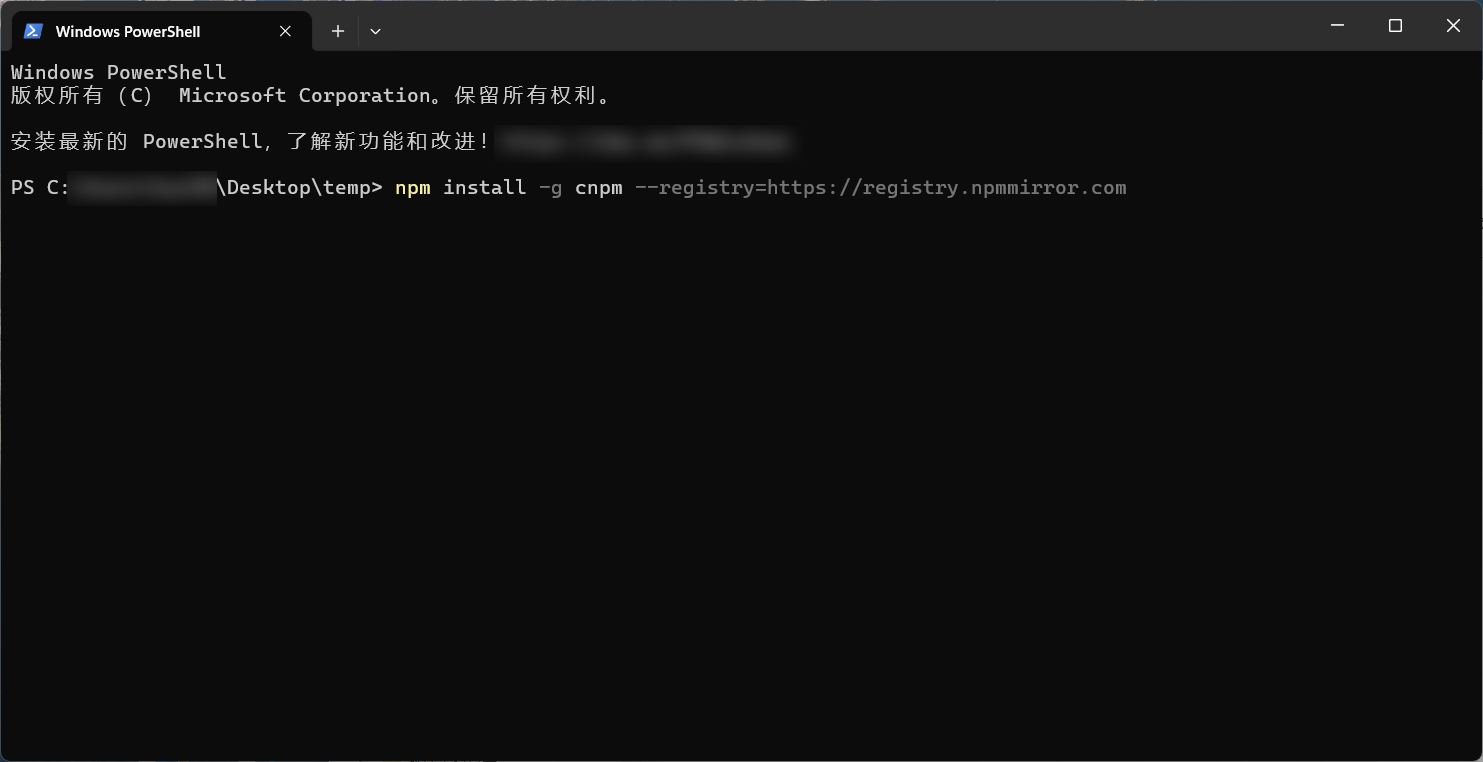 Windows PowerShell
Windows PowerShell
版权所有（C） Microsoft Corporation。保留所有权利。
安装最新的 PowerShell，了解新功能和改进！
PS C:\Desktop\temp> npm install -g cnpm --registry=https://registry.npmmirror.com